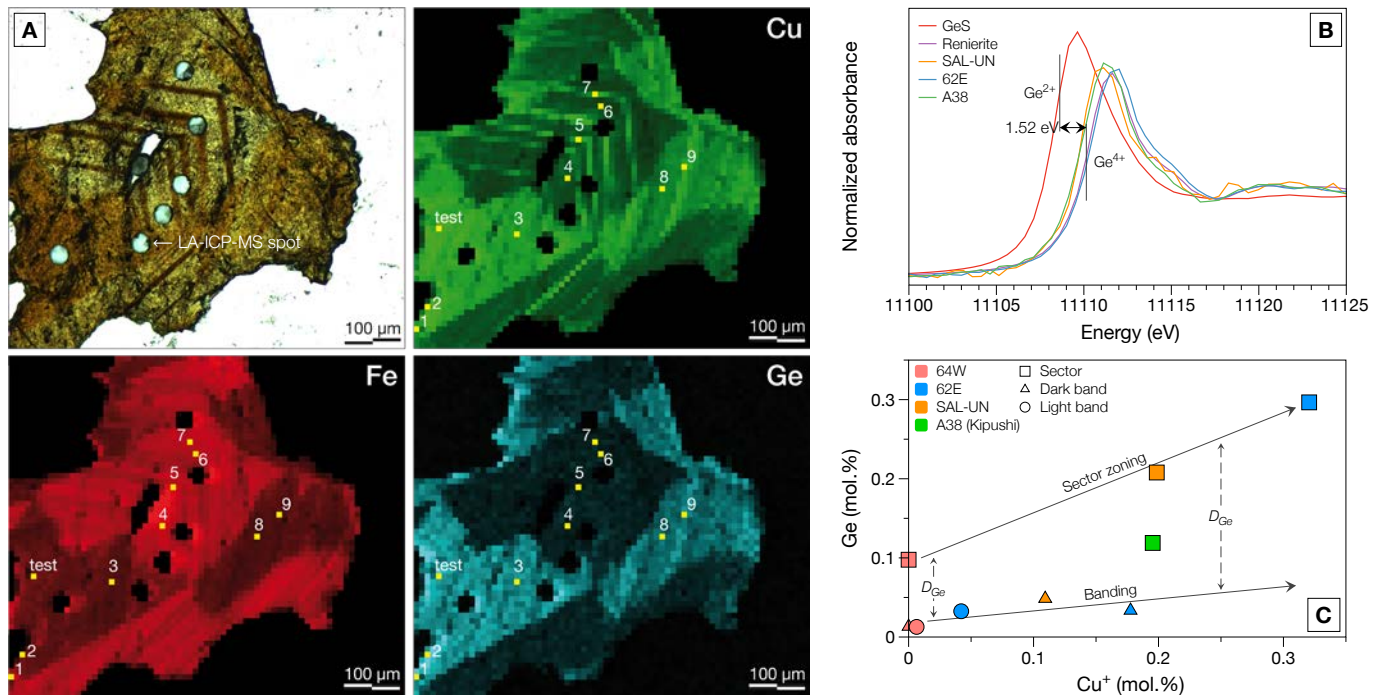 A
← LA-ICP-MS spot
100 µm
Cu
7
6
5
4
9
8
test
3
2
1
100 µm
B
GeS
Renierite
SAL-UN
62E
A38
Ge2+
1.52 eV
Ge4+
Normalized absorbance
11100 11105 11110 11115 11120 11125
Energy (eV)
Fe
7
6
5
4
9
8
test
3
2
1
100 µm
Ge
7
6
5
4
9
8
test
3
2
1
100 µm
64W
62E
SAL-UN
A38 (Kipushi)
Sector
Dark band
Light band
Sector zoning
DGe
DGe
Banding
C
0.3
0.2
0.1
0
Ge (mol.%)
0 0.1 0.2 0.3
Cu+ (mol.%)